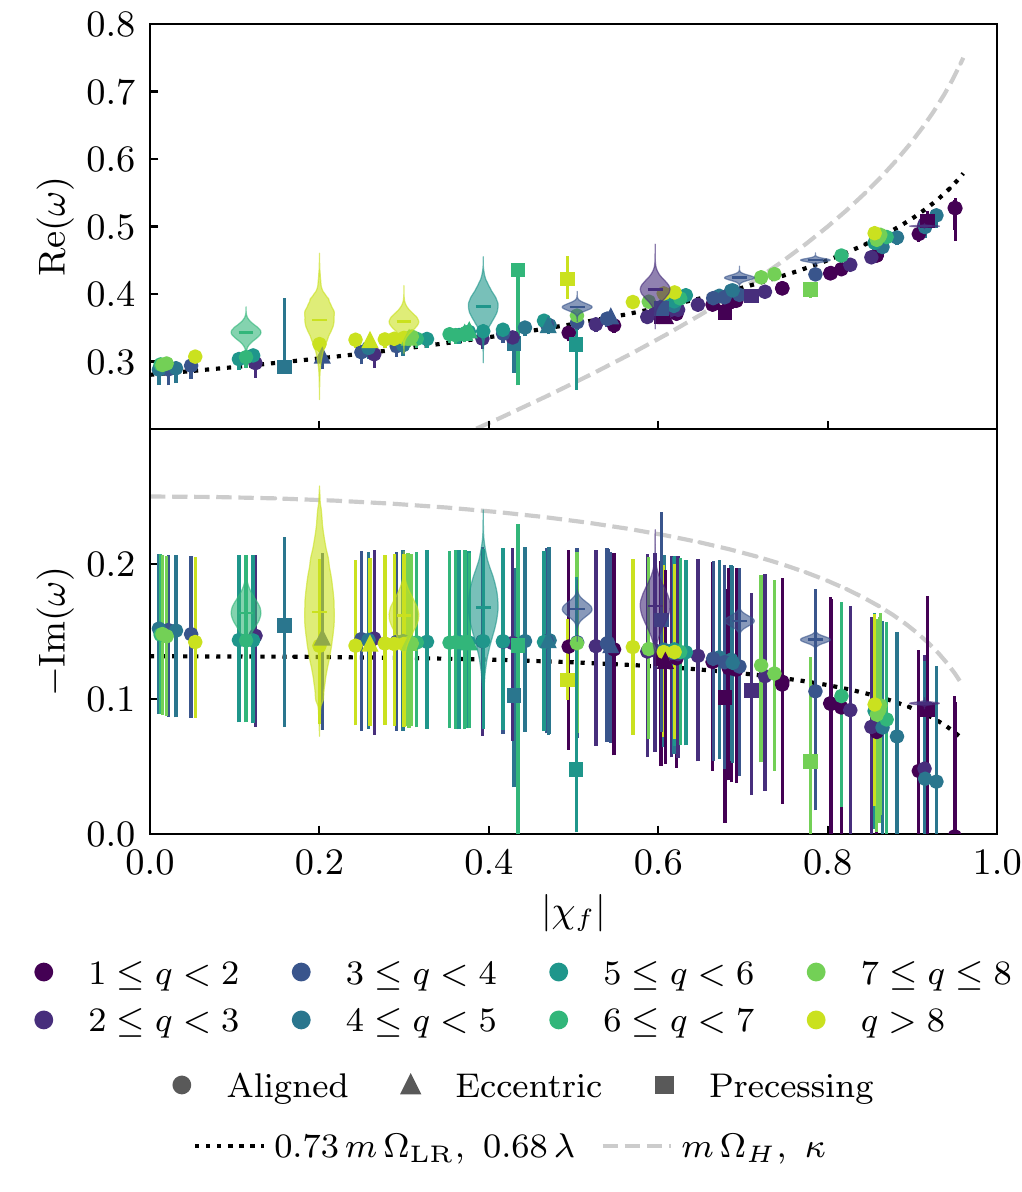 0.8
0.7
0.6
0.5
0.4
0.3
Re(ω)
0.2
0.1
0.0
−Im(ω)
0.0 0.2 0.4 0.6 0.8 1.0
|χ_f|
1 ≤ q < 2 3 ≤ q < 4 5 ≤ q < 6 7 ≤ q ≤ 8
2 ≤ q < 3 4 ≤ q < 5 6 ≤ q < 7 q > 8
Aligned Eccentric Precessing
0.73 m Ω_LR, 0.68 λ m Ω_H, κ